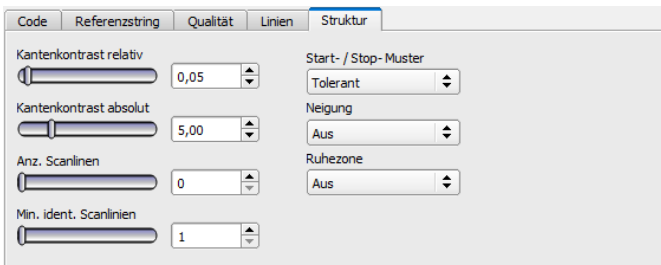 Code Referenzstring Qualität Linien Struktur
Kantenkontrast relativ
0,05
Kantenkontrast absolut
5,00
Anz. Scanlinen
0
Min. ident. Scanlinien
1
Start- / Stop- Muster
Tolerant
Neigung
Aus
Ruhezone
Aus